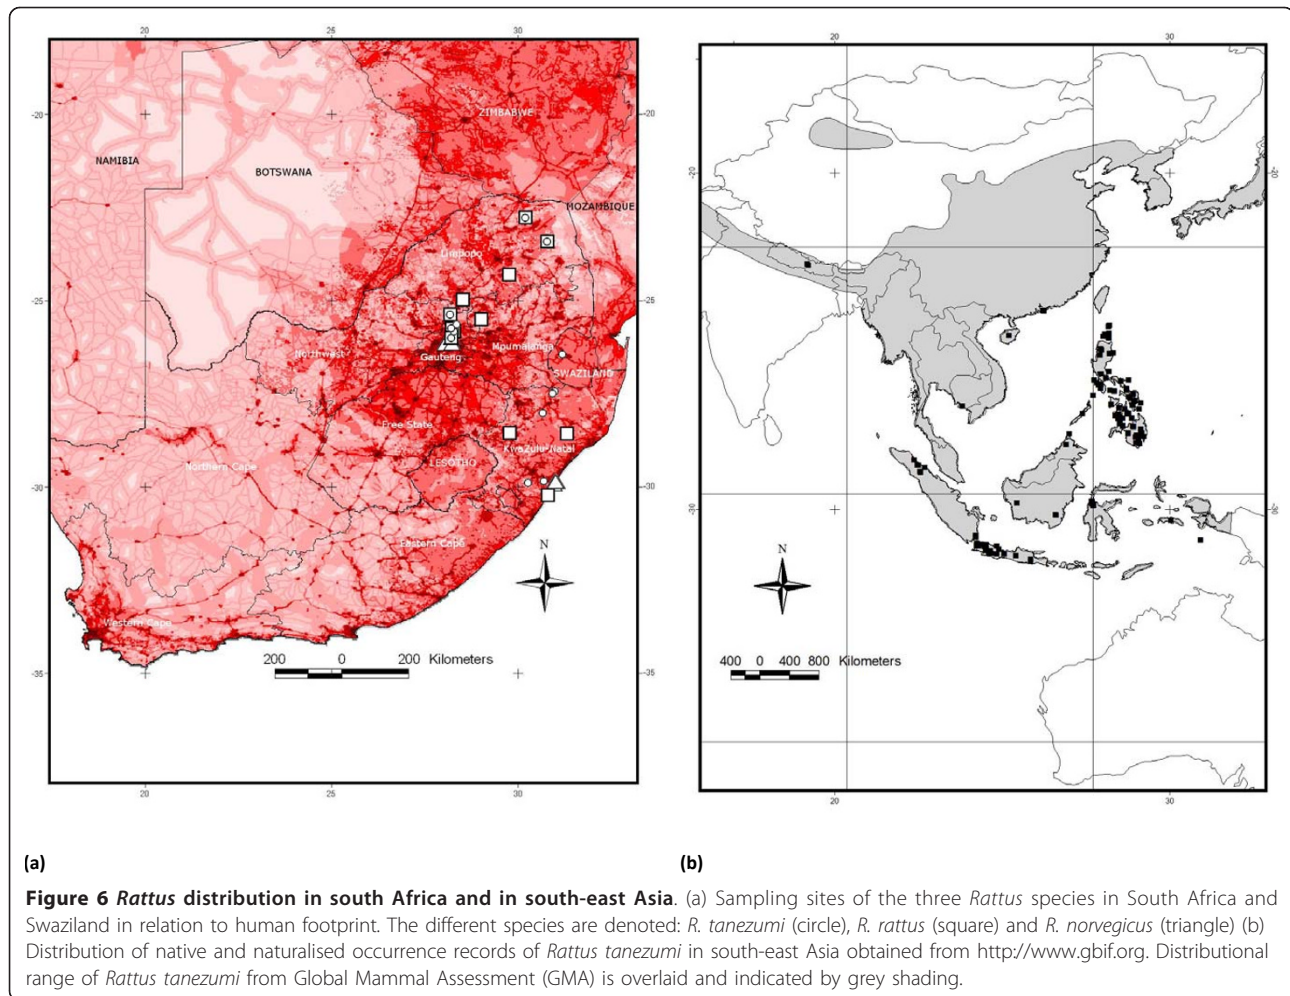 20
30
-20
ZIMBABWE
NAMIBIA
BOTSWANA
MOZAMBIQUE
Limpopo
-25
Northwest
Gauteng
Mpumalanga
SWAZILAND
Free State
KwaZulu-Natal
LESOTHO
Northern Cape
-30
Eastern Cape
N
Western Cape
200 0 200 Kilometers
-35
20
25
30
20
30
-20
-20
-30
-30
N
400 0 400 800 Kilometers
20
30
(a)
(b)
Figure 6 Rattus distribution in south Africa and in south-east Asia. (a) Sampling sites of the three Rattus species in South Africa and
Swaziland in relation to human footprint. The different species are denoted: R. tanezumi (circle), R. rattus (square) and R. norvegicus (triangle) (b)
Distribution of native and naturalised occurrence records of Rattus tanezumi in south-east Asia obtained from http://www.gbif.org. Distributional
range of Rattus tanezumi from Global Mammal Assessment (GMA) is overlaid and indicated by grey shading.